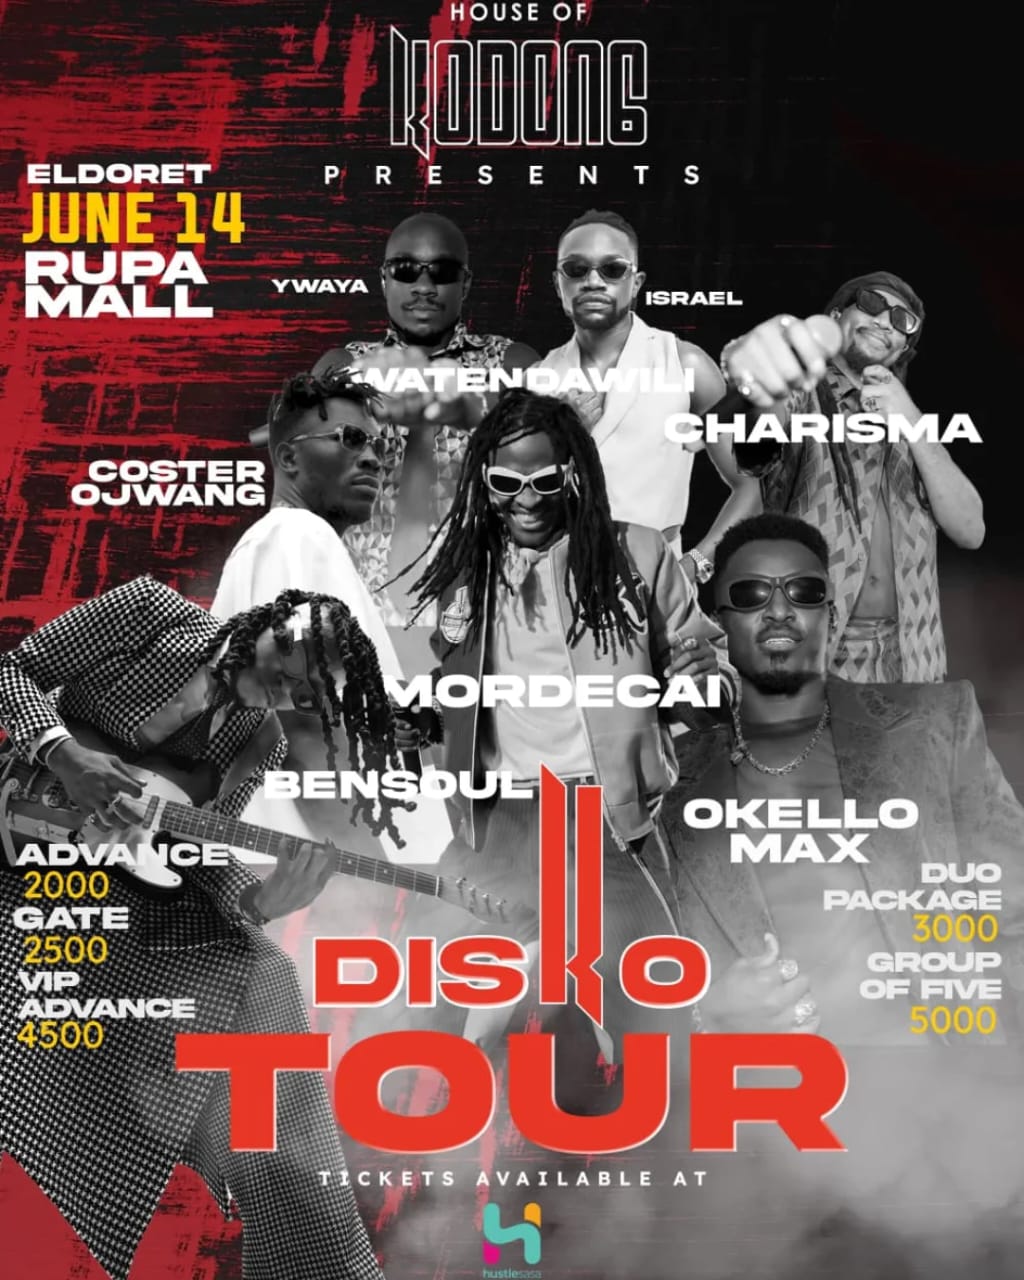 HOUSE OF
KODONG
PRESENTS
ELDORET
JUNE 14
RUPA
MALL
YWAYA
ISRAEL
WATENDAWILI
CHARISMA
COSTER
OJWANG
MORDECAI
BENSOUL
OKELLO
MAX
ADVANCE
2000
GATE
2500
VIP
ADVANCE
4500
DUO
PACKAGE
3000
GROUP
OF FIVE
5000
DISKO
TOUR
TICKETS AVAILABLE AT
hustlesasa